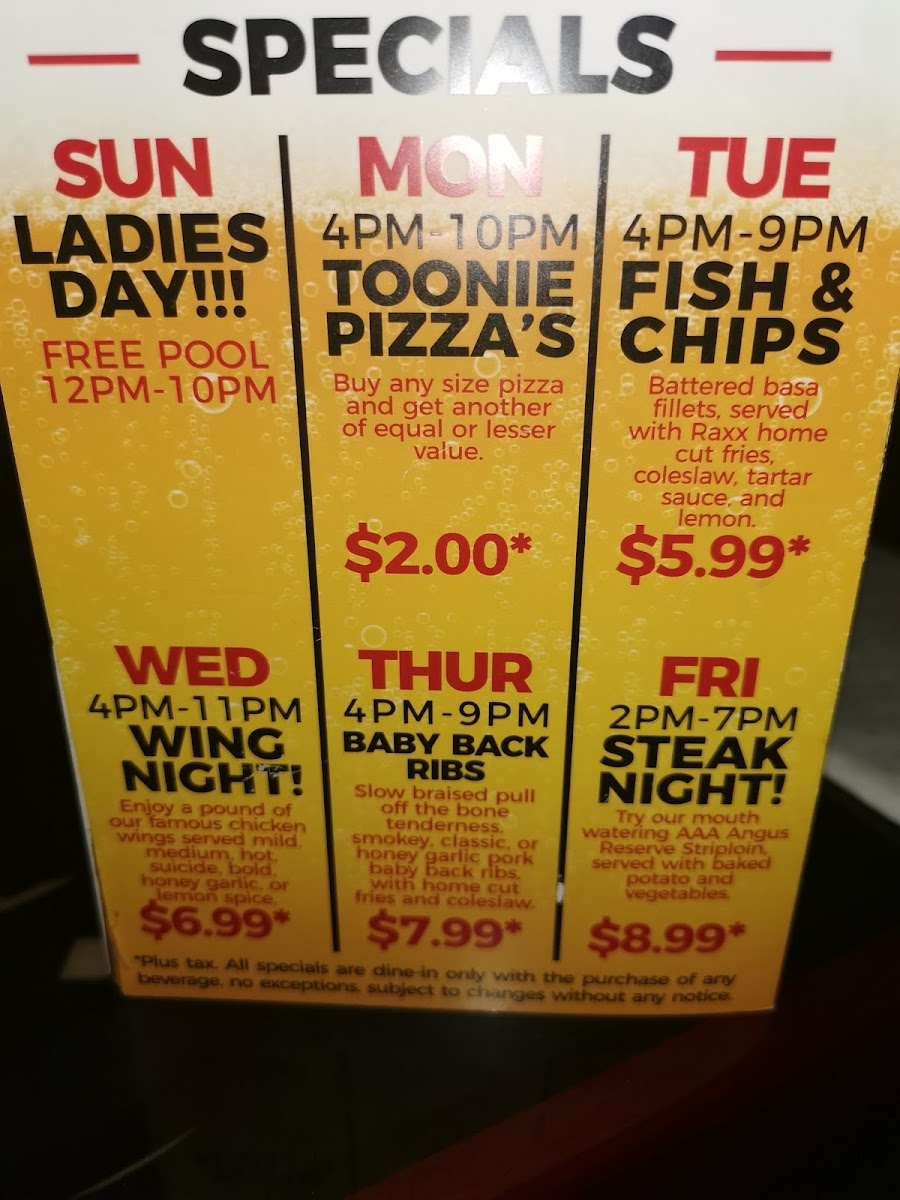 SPECIALS
SUN
LADIES
DAY!!!
FREE POOL
12PM-10PM
MON
4PM-10PM
TOONIE
PIZZA'S
Buy any size pizza
and get another
of equal or lesser
value.
$2.00*
TUE
4PM-9PM
FISH &
CHIPS
Battered basa
fillets, served
with Raxx home
cut fries,
coleslaw, tartar
sauce, and
lemon.
$5.99*
WED
4PM-11PM
WING
NIGHT!
Enjoy a pound of
our famous chicken
wings served mild,
medium, hot,
suicide, bold,
honey garlic, or
lemon spice.
$6.99*
THUR
4PM-9PM
BABY BACK
RIBS
Slow braised pull
off the bone
tenderness,
smokey, classic, or
honey garlic pork
baby back ribs,
with home cut
fries and coleslaw.
$7.99*
FRI
2PM-7PM
STEAK
NIGHT!
Try our mouth
watering AAA Angus
Reserve Striploin,
served with baked
potato and
vegetables.
$8.99*
*Plus tax. All specials are dine-in only with the purchase of any
beverage, no exceptions, subject to changes without any notice.